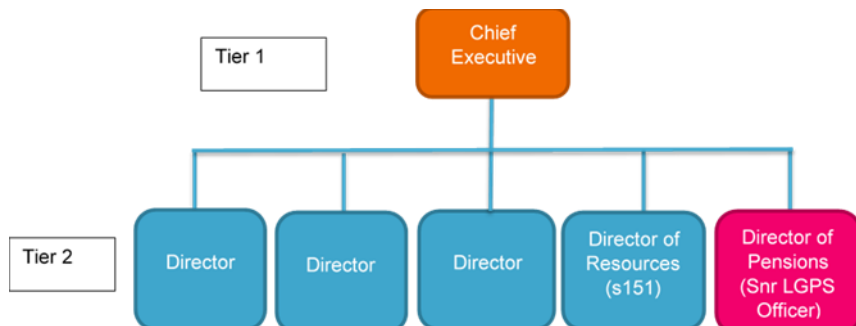 Tier 1
Chief
Executive
Tier 2
Director
Director
Director
Director of
Resources
(s151)
Director of
Pensions
(Snr LGPS
Officer)